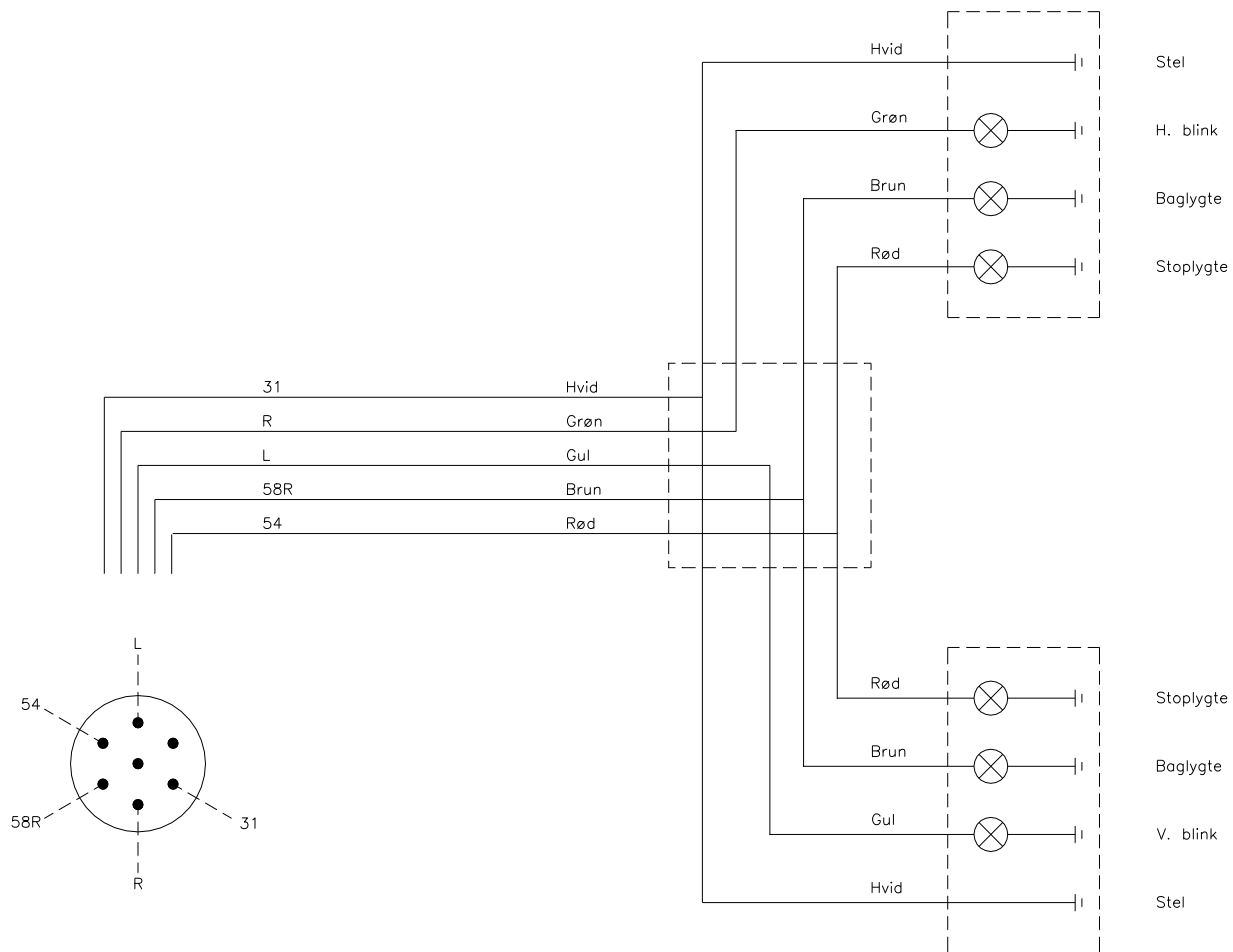 Hvid
Stel
Grøn
H. blink
Brun
Baglygte
Rød
Stoplygte
31 Hvid
R Grøn
L Gul
58R Brun
54 Rød
L
54
58R
31
R
Rød
Stoplygte
Brun
Baglygte
Gul
V. blink
Hvid
Stel